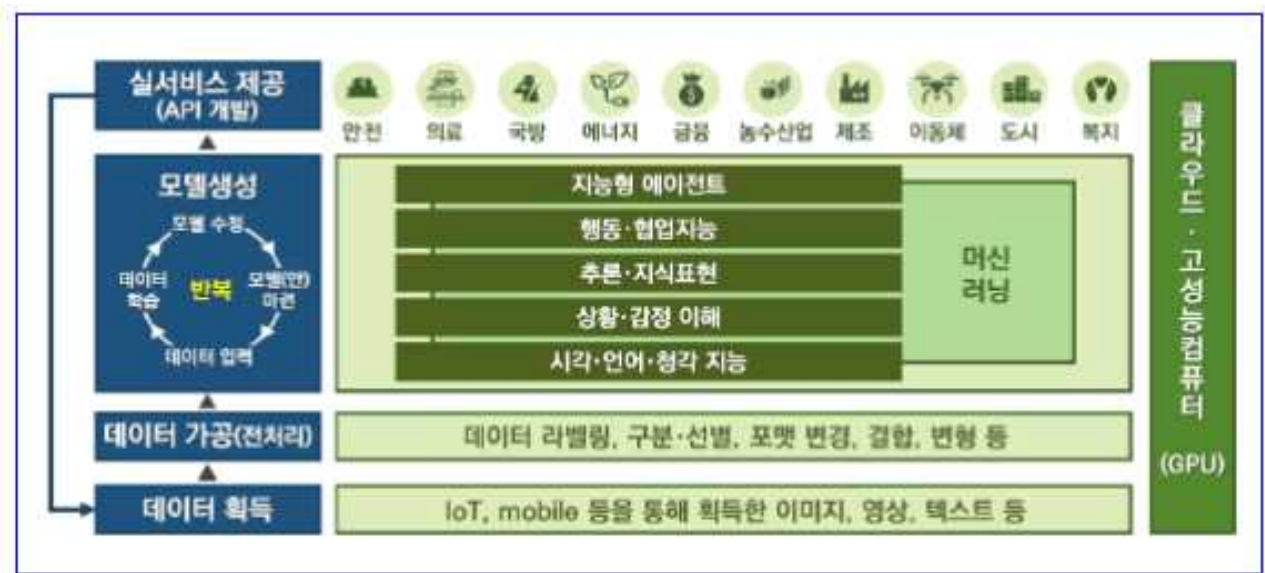 실서비스 제공
(API 개발)
안전 의료 국방 에너지 금융 농수산업 제조 이동체 도시 복지
모델생성
모델 수정
모델(안)
마련
데이터 입력
데이터
학습
반복
지능형 에이전트
행동·협업지능
추론·지식표현
상황·감정 이해
시각·언어·청각 지능
머신
러닝
데이터 가공(전처리)
데이터 라벨링, 구분·선별, 포맷 변경, 결합, 변형 등
데이터 획득
IoT, mobile 등을 통해 획득한 이미지, 영상, 텍스트 등
클라우드·고성능컴퓨터
(GPU)